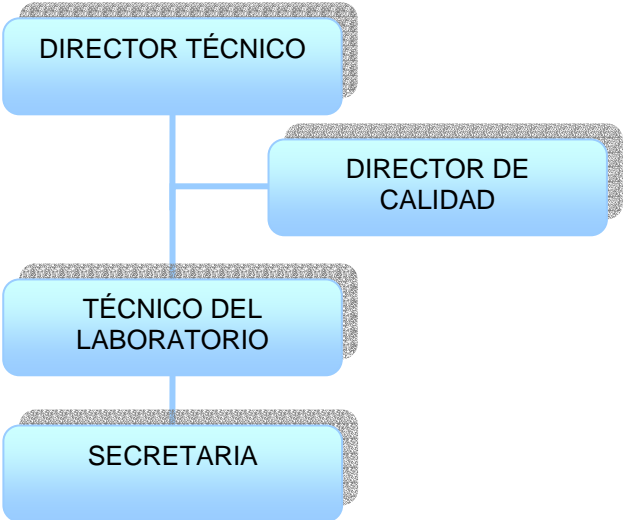 DIRECTOR TÉCNICO
DIRECTOR DE
CALIDAD
TÉCNICO DEL
LABORATORIO
SECRETARIA